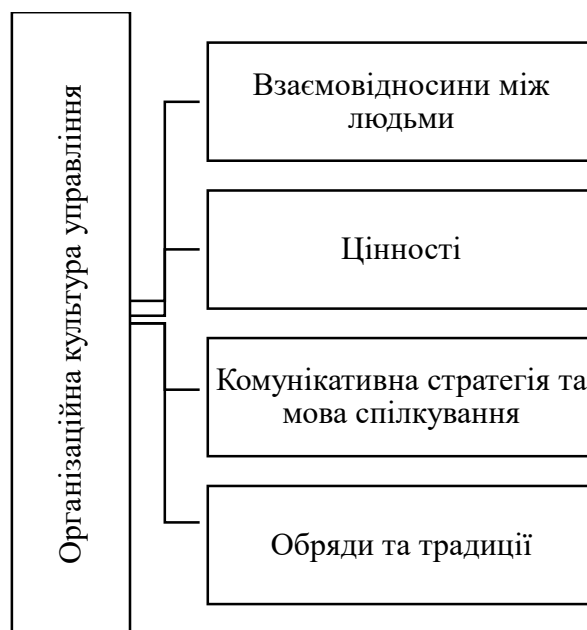 Організаційна культура управління
Взаємовідносини між
людьми
Цінності
Комунікативна стратегія та
мова спілкування
Обряди та традиції